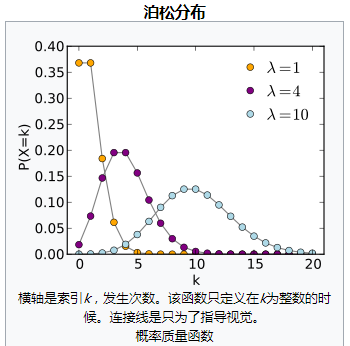 泊松分布
0.40
0.35
0.30
0.25
0.20
0.15
0.10
0.05
0.00
P(X=k)
λ=1
λ=4
λ=10
0 5 10 15 20
k
横轴是索引k，发生次数。该函数只定义在k为整数的时
候。连接线是只为了指导视觉。
概率质量函数